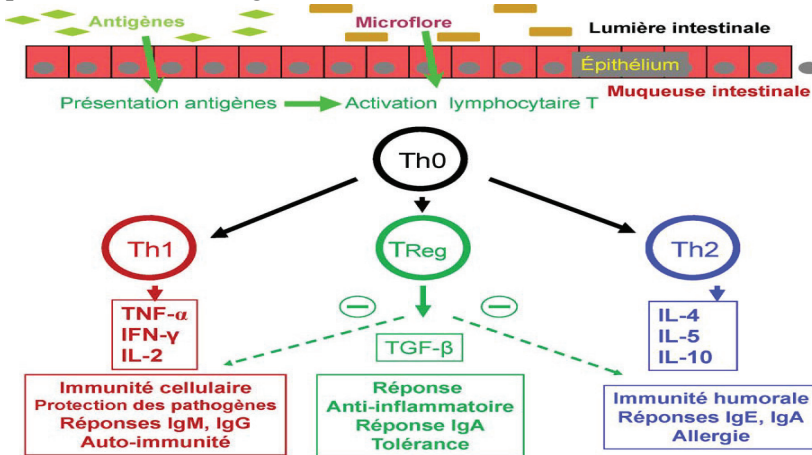 Antigènes
Microflore
Lumière intestinale
Épithélium
Muqueuse intestinale
Présentation antigènes
Activation lymphocytaire T
Th0
Th1
TReg
Th2
TNF-α
IFN-γ
IL-2
TGF-β
IL-4
IL-5
IL-10
Immunité cellulaire
Protection des pathogènes
Réponses IgM, IgG
Auto-immunité
Réponse
Anti-inflammatoire
Réponse IgA
Tolérance
Immunité humorale
Réponses IgE, IgA
Allergie